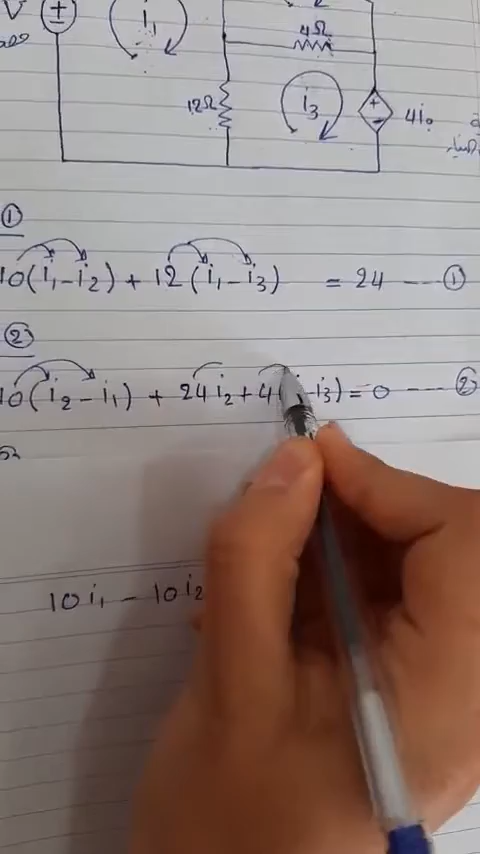 V
i₁
4Ω
12Ω
i₃
+
-
4i₀
①
10(i₁-i₂) + 12(i₁-i₃) = 24 --- ①
②
10(i₂-i₁) + 24i₂+4( -i₃)=0 --- ②
10i₁ - 10i₂